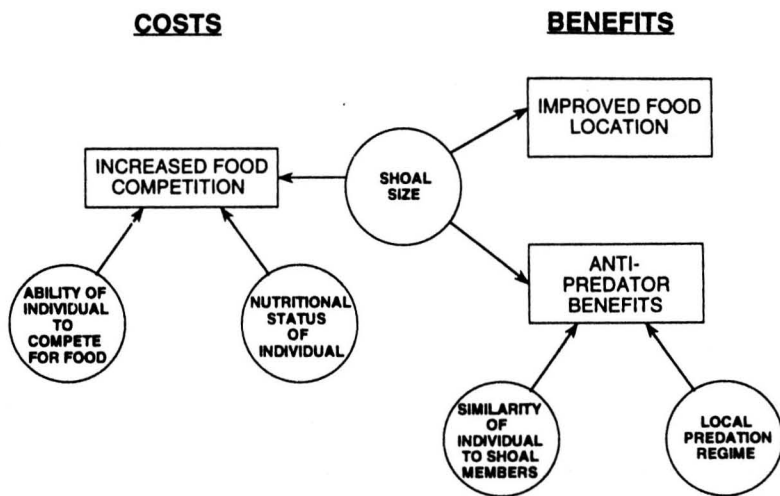 COSTS
BENEFITS
IMPROVED FOOD
LOCATION
INCREASED FOOD
COMPETITION
SHOAL
SIZE
ANTI-
PREDATOR
BENEFITS
ABILITY OF
INDIVIDUAL
TO
COMPETE
FOR FOOD
NUTRITIONAL
STATUS
OF
INDIVIDUAL
SIMILARITY
OF
INDIVIDUAL
TO SHOAL
MEMBERS
LOCAL
PREDATION
REGIME